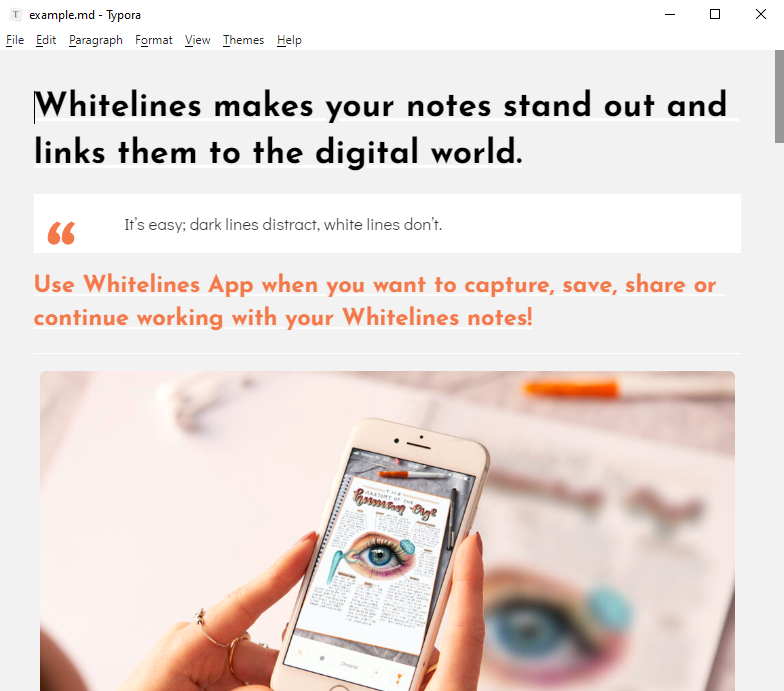 T example.md - Typora
File Edit Paragraph Format View Themes Help
Whitelines makes your notes stand out and
links them to the digital world.
“ It's easy; dark lines distract, white lines don't.
Use Whitelines App when you want to capture, save, share or
continue working with your Whitelines notes!
THE
ANATOMY OF THE
Human Eye